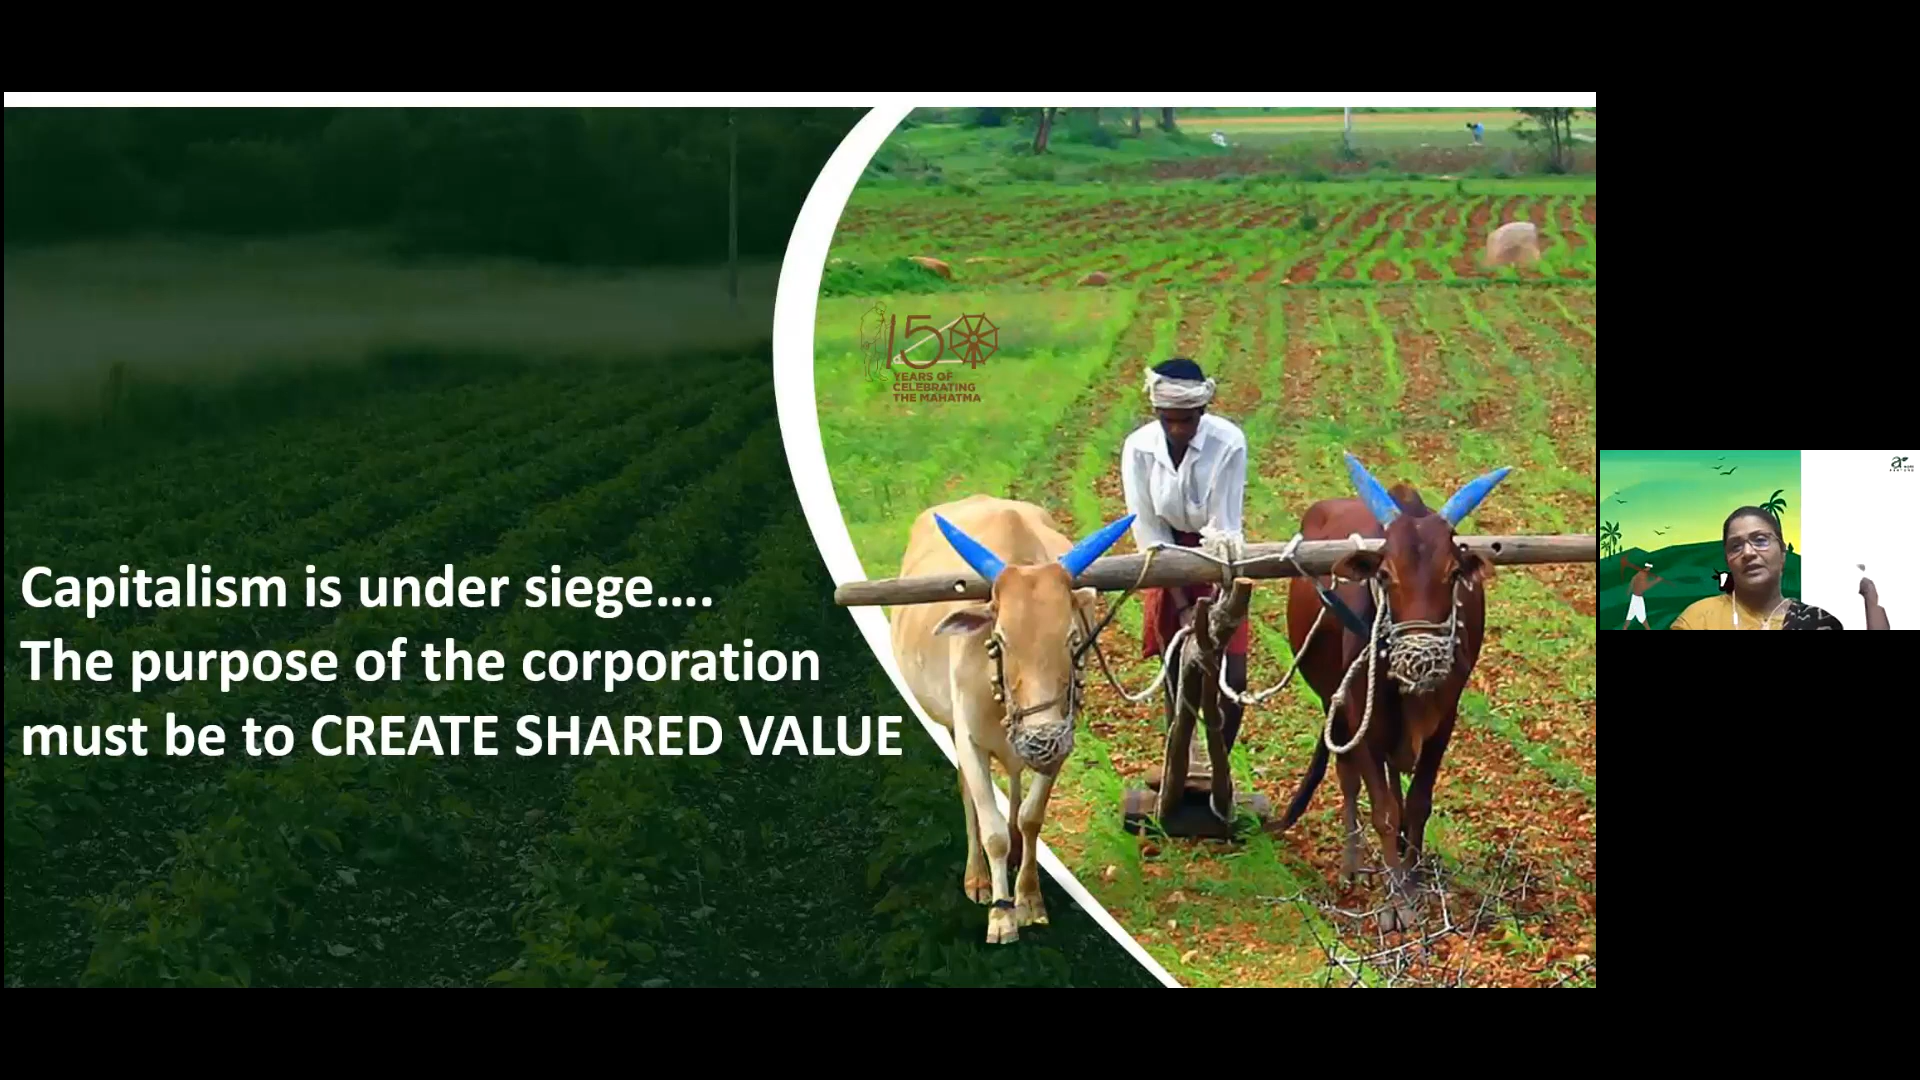 150
YEARS OF
CELEBRATING
THE MAHATMA
Capitalism is under siege....
The purpose of the corporation
must be to CREATE SHARED VALUE